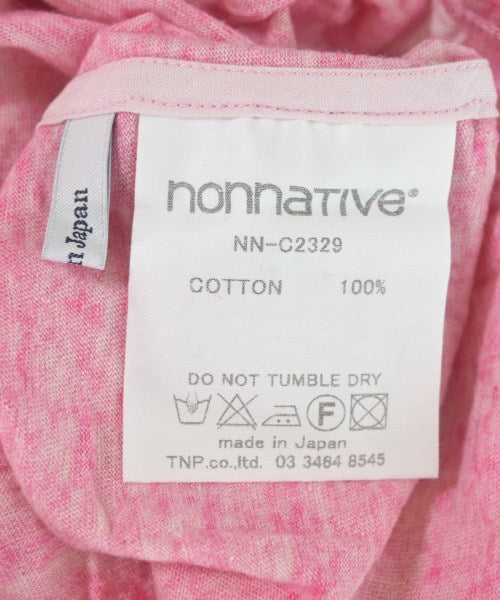 nonnative®
NN-C2329
COTTON 100%
DO NOT TUMBLE DRY
F
made in Japan
TNP.co.,ltd. 03 3464 8545
n Japan